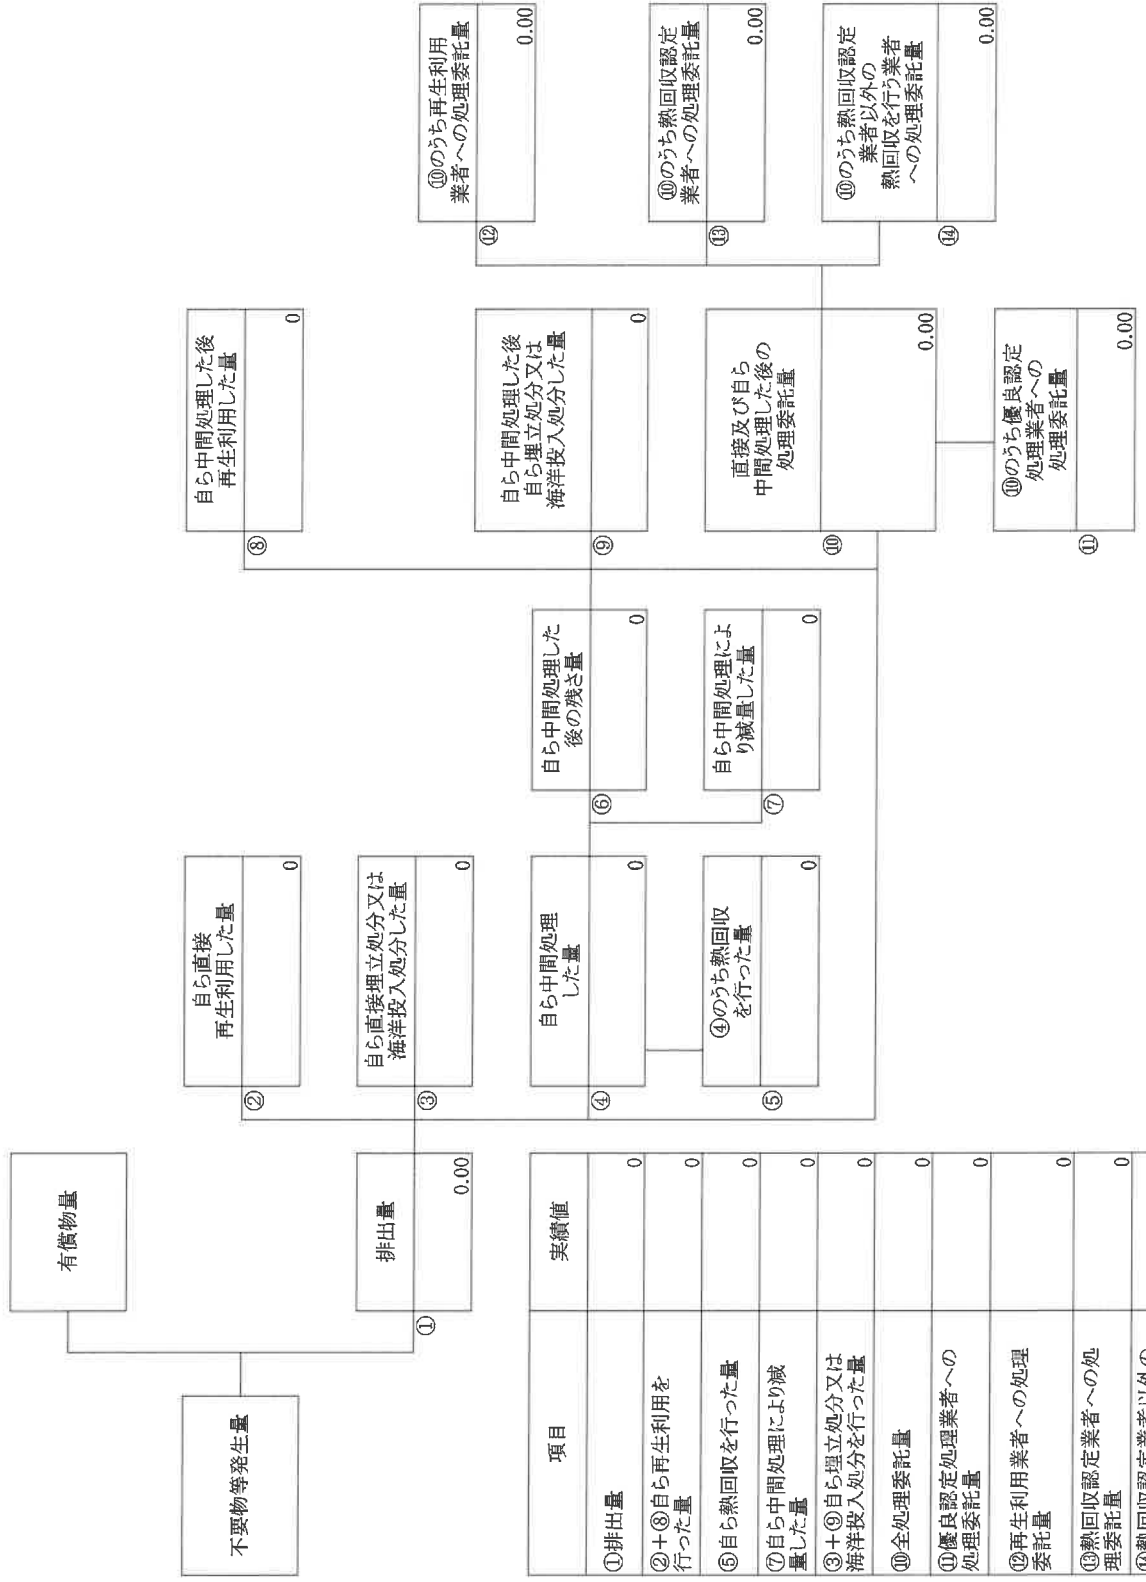 不要物等発生量
有償物量
①
排出量
0.00
②
自ら直接
再生利用した量
0
③
自ら直接埋立処分又は
海洋投入処分した量
0
④
自ら中間処理
した量
0
⑤
④のうち熱回収
を行った量
0
⑥
自ら中間処理した
後の残さ量
0
⑦
自ら中間処理によ
り減量した量
0
⑧
自ら中間処理した後
再生利用した量
0
⑨
自ら中間処理した後
自ら埋立処分又は
海洋投入処分した量
0
⑩
直接及び自ら
中間処理した後の
処理委託量
0.00
⑪
⑩のうち優良認定
処理業者への
処理委託量
0.00
⑫
⑩のうち再生利用
業者への処理委託量
0.00
⑬
⑩のうち熱回収認定
業者への処理委託量
0.00
⑭
⑩のうち熱回収認定
業者以外の
熱回収を行う業者
への処理委託量
0.00
項目 実績値
①排出量 0
②+⑧自ら再生利用を
行った量 0
⑤自ら熱回収を行った量 0
⑦自ら中間処理により減
量した量 0
③+⑨自ら埋立処分又は
海洋投入処分を行った量 0
⑩全処理委託量 0
⑪優良認定処理業者への
処理委託量 0
⑫再生利用業者への処理
委託量 0
⑬熱回収認定業者への処
理委託量 0
⑭熱回収認定業者以外の